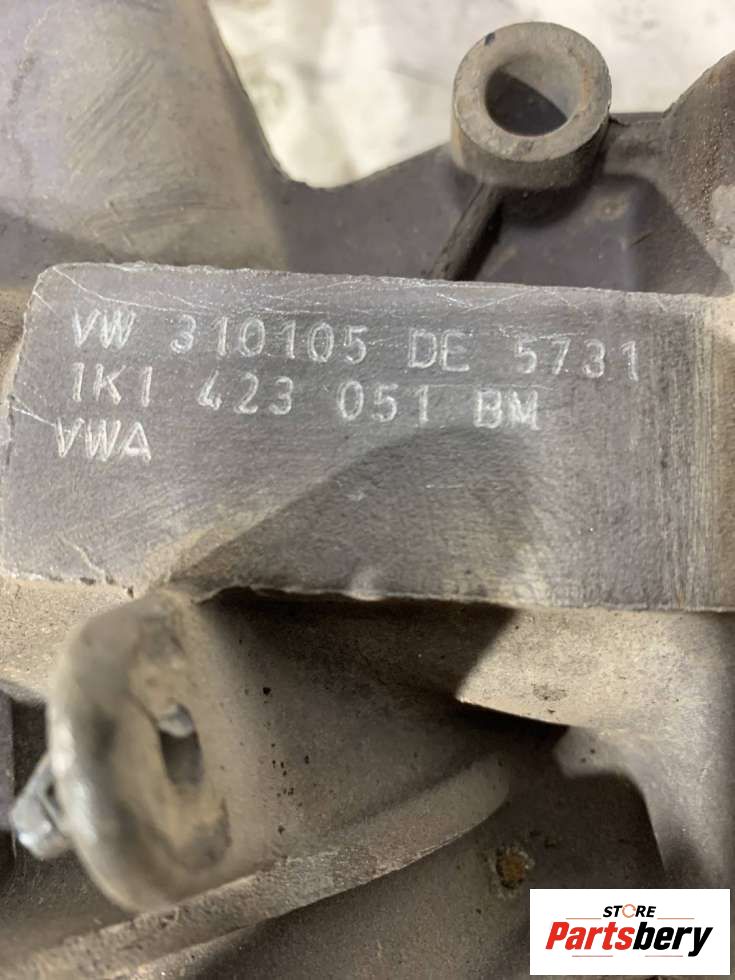 VW 310105 DE 5731
1K1 423 051 BM
VWA
STORE
Partsbery